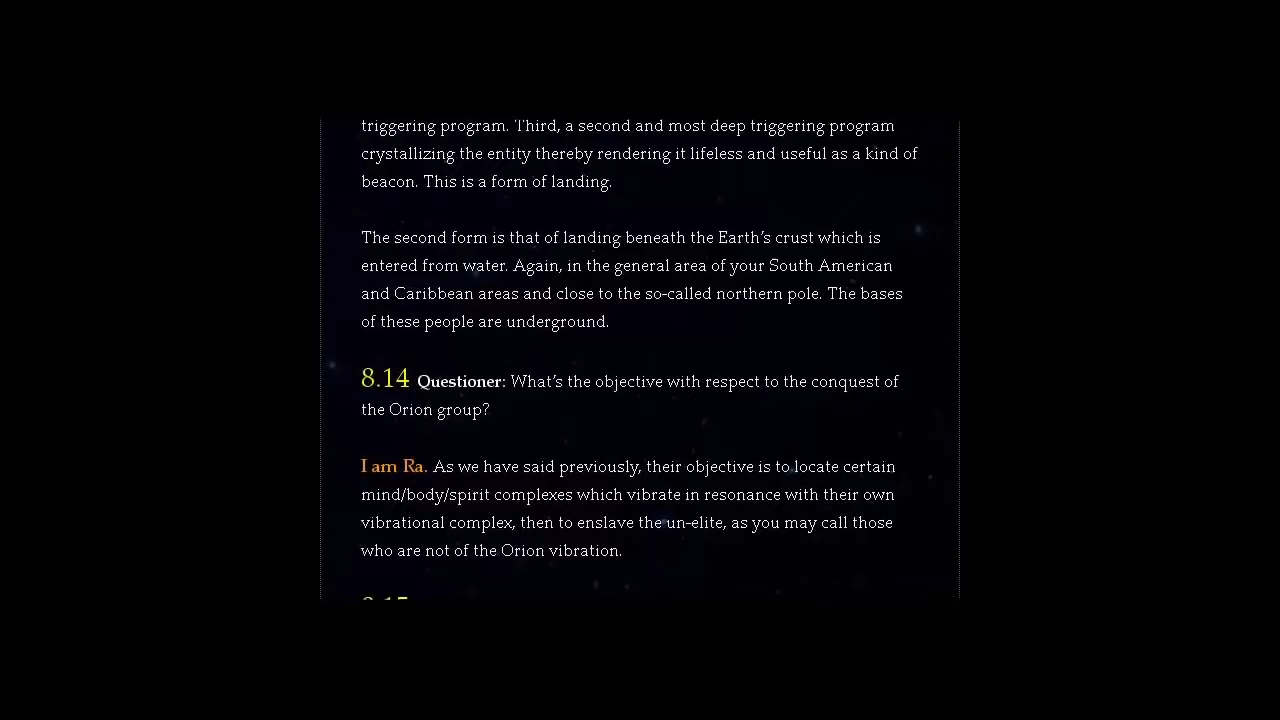 triggering program. Third, a second and most deep triggering program
crystallizing the entity thereby rendering it lifeless and useful as a kind of
beacon. This is a form of landing.
The second form is that of landing beneath the Earth's crust which is
entered from water. Again, in the general area of your South American
and Caribbean areas and close to the so-called northern pole. The bases
of these people are underground.
8.14 Questioner: What's the objective with respect to the conquest of
the Orion group?
I am Ra. As we have said previously, their objective is to locate certain
mind/body/spirit complexes which vibrate in resonance with their own
vibrational complex, then to enslave the un-elite, as you may call those
who are not of the Orion vibration.